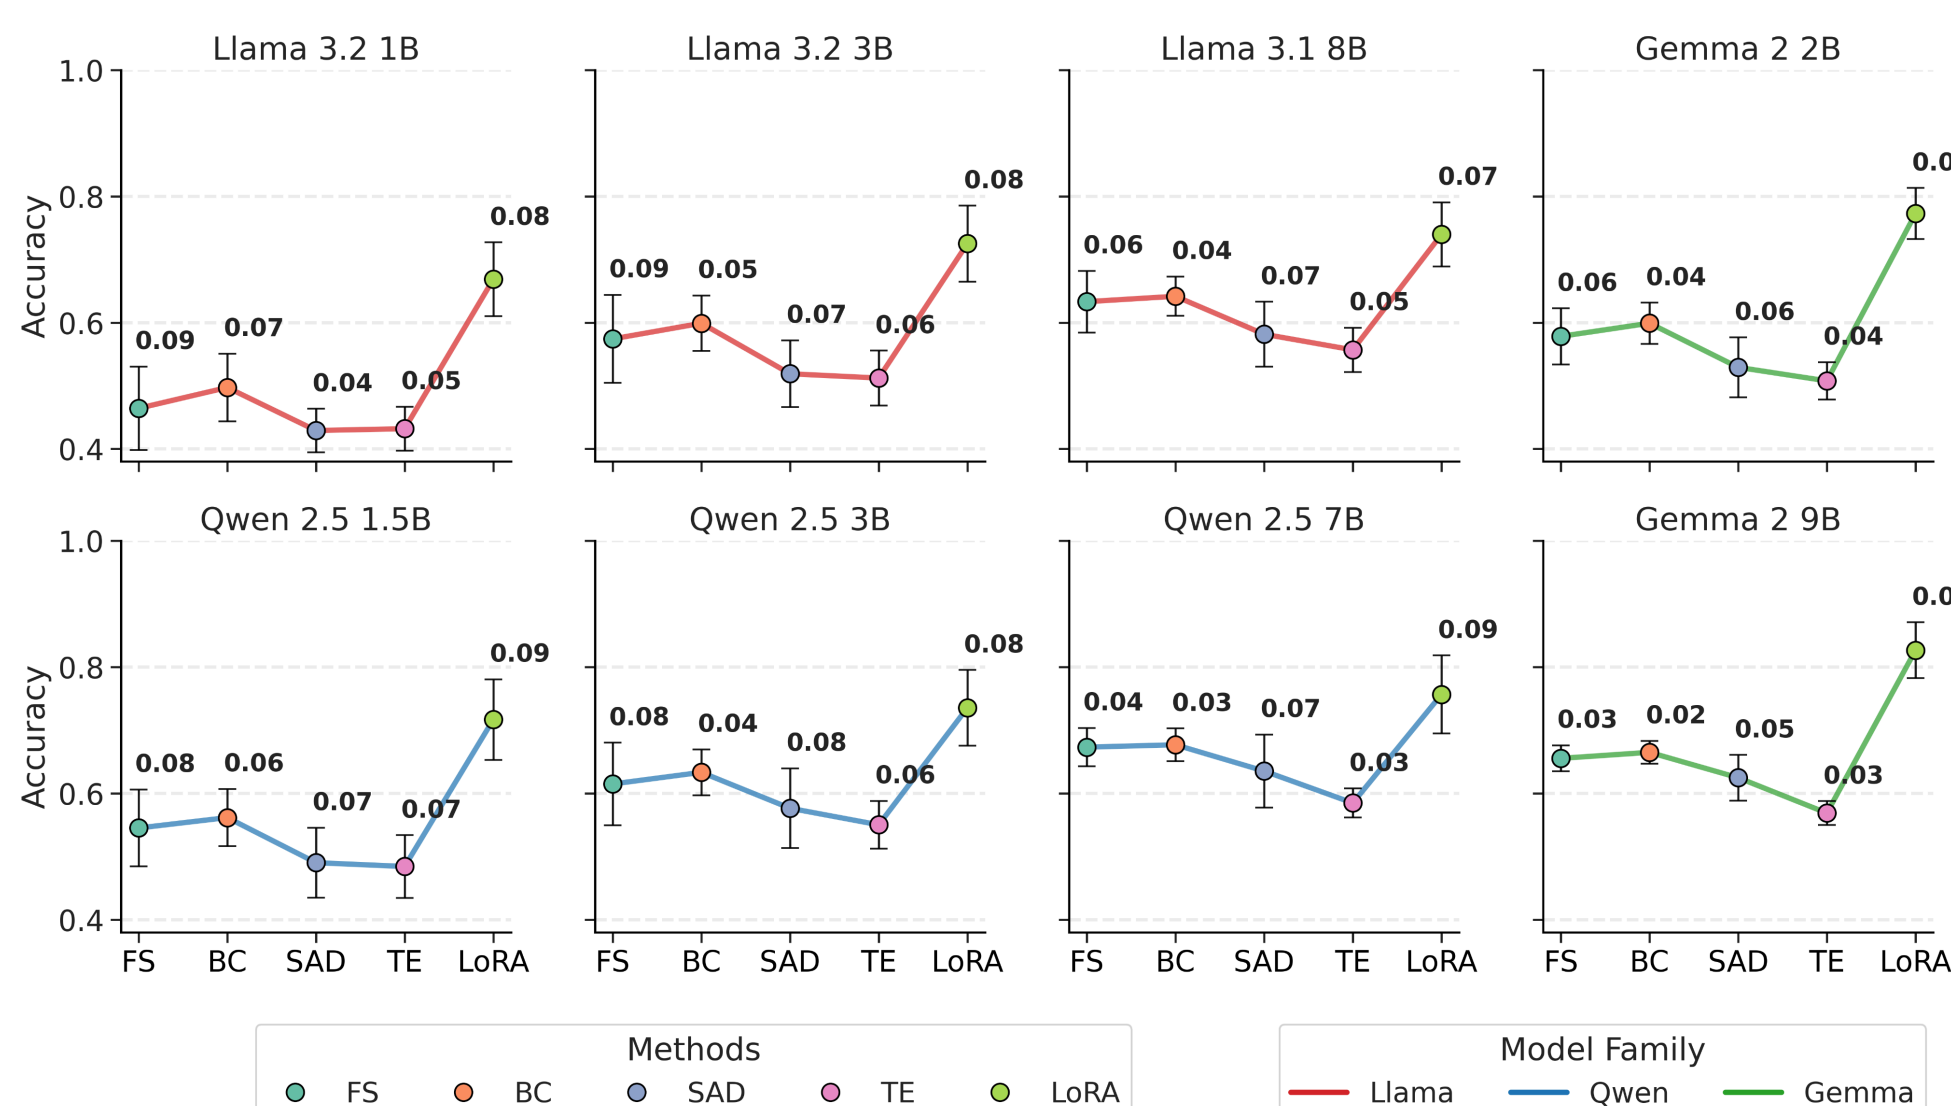 Llama 3.2 1B Llama 3.2 3B Llama 3.1 8B Gemma 2 2B
Accuracy
1.0
0.8
0.6
0.4
0.09 0.07 0.04 0.05 0.08
0.09 0.05 0.07 0.06 0.08
0.06 0.04 0.07 0.05 0.07
0.06 0.04 0.06 0.04 0.0
Qwen 2.5 1.5B Qwen 2.5 3B Qwen 2.5 7B Gemma 2 9B
Accuracy
1.0
0.8
0.6
0.4
0.08 0.06 0.07 0.07 0.09
0.08 0.04 0.08 0.06 0.08
0.04 0.03 0.07 0.03 0.09
0.03 0.02 0.05 0.03 0.0
FS BC SAD TE LoRA FS BC SAD TE LoRA FS BC SAD TE LoRA FS BC SAD TE LoRA
Methods
FS BC SAD TE LoRA
Model Family
Llama Qwen Gemma